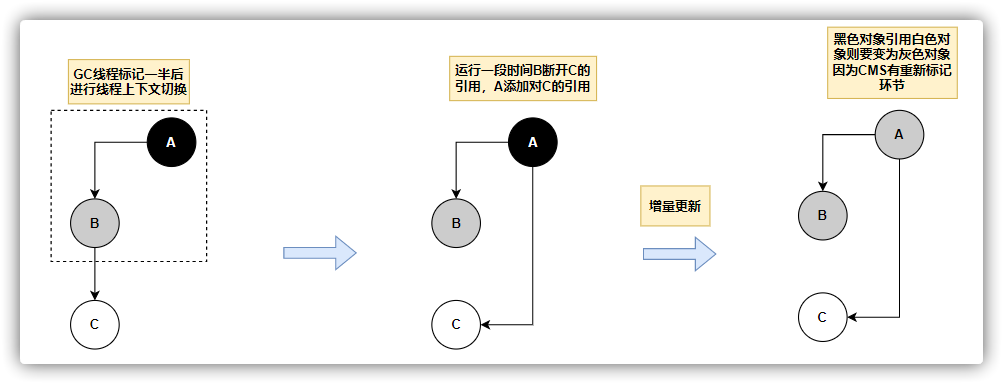 GC线程标记一半后
进行线程上下文切换
A
B
C
运行一段时间B断开C的
引用，A添加对C的引用
A
B
C
增量更新
黑色对象引用白色对
象则要变为灰色对象
因为CMS有重新标记
环节
A
B
C